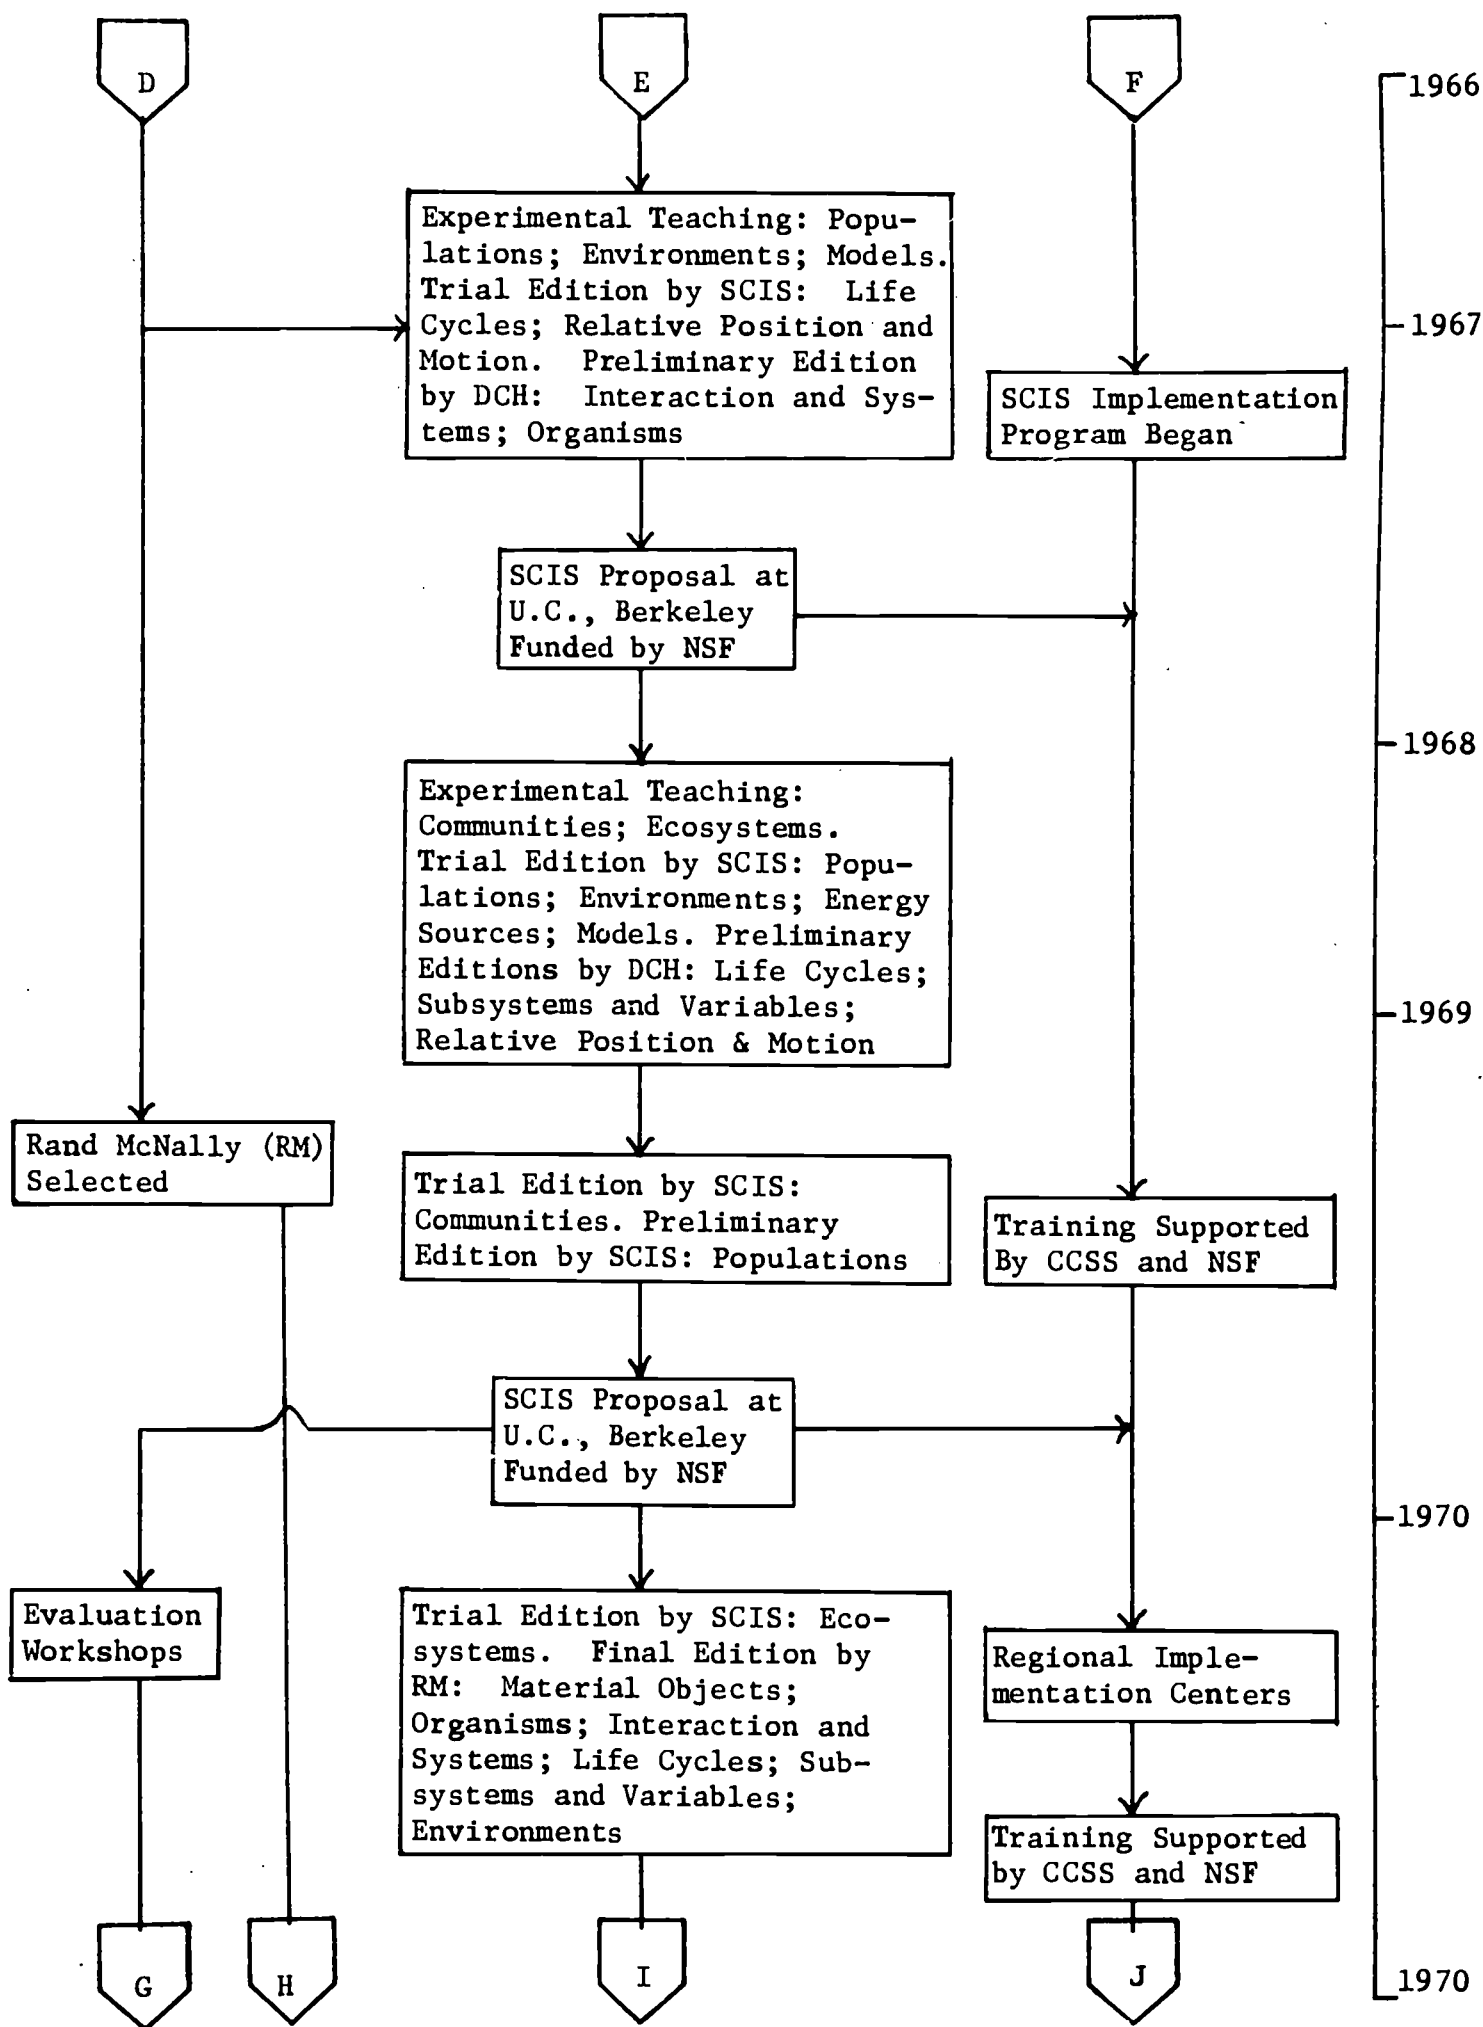 D
E
F
1966
Experimental Teaching: Popu-
lations; Environments; Models.
Trial Edition by SCIS: Life
Cycles; Relative Position and
Motion. Preliminary Edition
by DCH: Interaction and Sys-
tems; Organisms
1967
SCIS Implementation
Program Began
SCIS Proposal at
U.C., Berkeley
Funded by NSF
1968
Experimental Teaching:
Communities; Ecosystems.
Trial Edition by SCIS: Popu-
lations; Environments; Energy
Sources; Models. Preliminary
Editions by DCH: Life Cycles;
Subsystems and Variables;
Relative Position & Motion
1969
Rand McNally (RM)
Selected
Trial Edition by SCIS:
Communities. Preliminary
Edition by SCIS: Populations
Training Supported
By CCSS and NSF
SCIS Proposal at
U.C., Berkeley
Funded by NSF
1970
Evaluation
Workshops
Trial Edition by SCIS: Eco-
systems. Final Edition by
RM: Material Objects;
Organisms; Interaction and
Systems; Life Cycles; Sub-
systems and Variables;
Environments
Regional Imple-
mentation Centers
Training Supported
by CCSS and NSF
G
H
I
J
1970